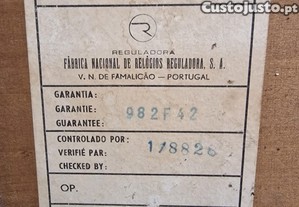 CustoJusto.pt
R
REGULADORA
FÀBRICA NACIONAL DE RELÓGIOS REGULADORA, S. A.
V. N. DE FAMALICÃO — PORTUGAL
GARANTIA:
GARANTIE: 982F42
GUARANTEE:
CONTROLADO POR: 1/8826
VERIFIÉ PAR:
CHECKED BY:
OP.